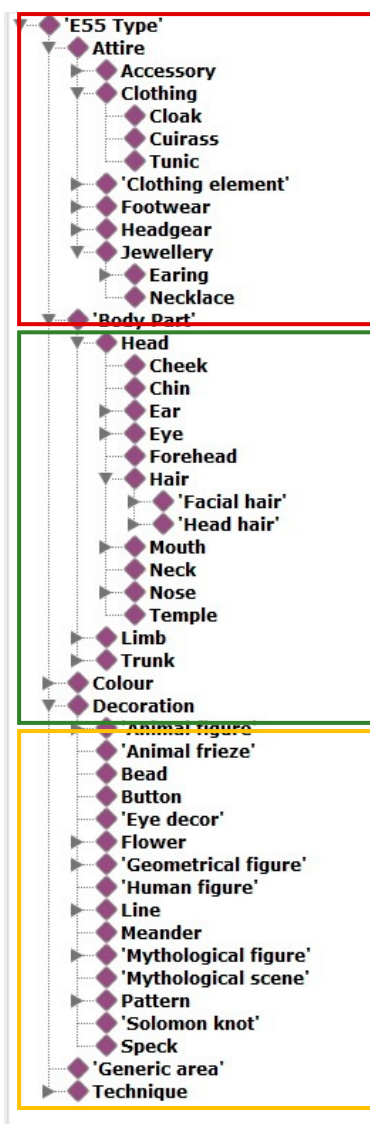 'E55 Type'
Attire
Accessory
Clothing
Cloak
Cuirass
Tunic
'Clothing element'
Footwear
Headgear
Jewellery
Earing
Necklace
'Body Part'
Head
Cheek
Chin
Ear
Eye
Forehead
Hair
'Facial hair'
'Head hair'
Mouth
Neck
Nose
Temple
Limb
Trunk
Colour
Decoration
'Animal figure'
'Animal frieze'
Bead
Button
'Eye decor'
Flower
'Geometrical figure'
'Human figure'
Line
Meander
'Mythological figure'
'Mythological scene'
Pattern
'Solomon knot'
Speck
'Generic area'
Technique